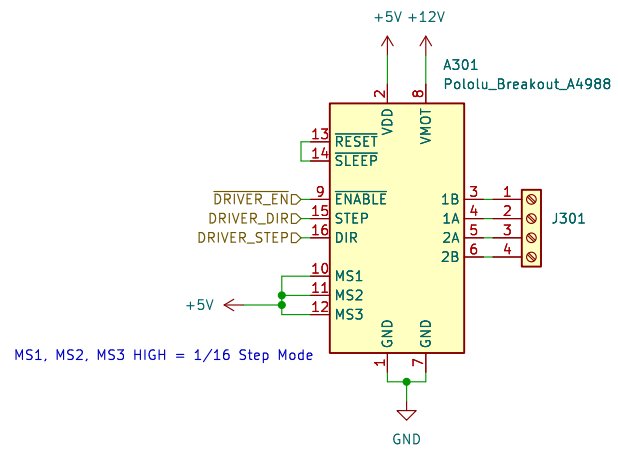 +5V +12V
A301
Pololu_Breakout_A4988
2 8
VDD VMOT
13 RESET
14 SLEEP
DRIVER_EN 9 ENABLE 1B 3 1
DRIVER_DIR 15 STEP 1A 4 2 J301
DRIVER_STEP 16 DIR 2A 5 3
2B 6 4
10 MS1
11 MS2
+5V
12 MS3
GND GND
MS1, MS2, MS3 HIGH = 1/16 Step Mode
1 7
GND